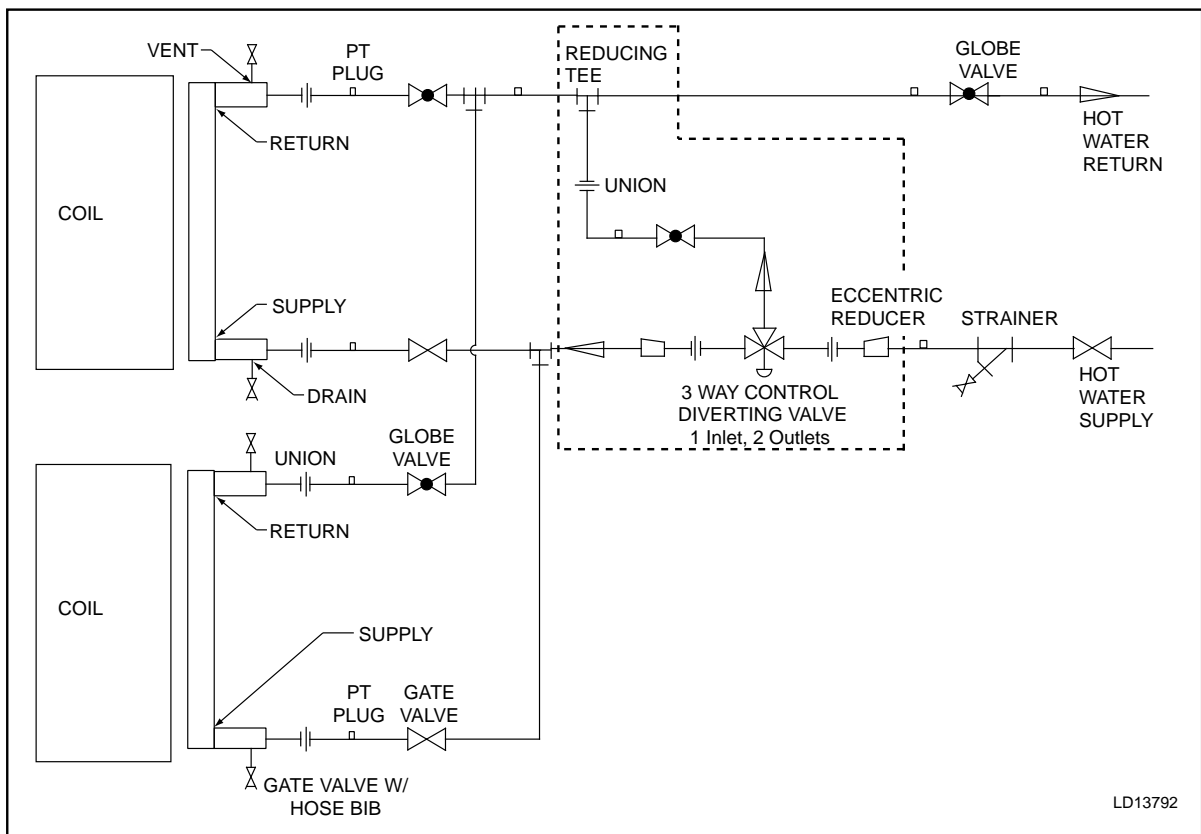 VENT
PT
PLUG
REDUCING
TEE
GLOBE
VALVE
RETURN
HOT
WATER
RETURN
COIL
UNION
SUPPLY
ECCENTRIC
REDUCER
STRAINER
DRAIN
3 WAY CONTROL
DIVERTING VALVE
1 Inlet, 2 Outlets
HOT
WATER
SUPPLY
UNION
GLOBE
VALVE
RETURN
COIL
SUPPLY
PT
PLUG
GATE
VALVE
GATE VALVE W/
HOSE BIB
LD13792